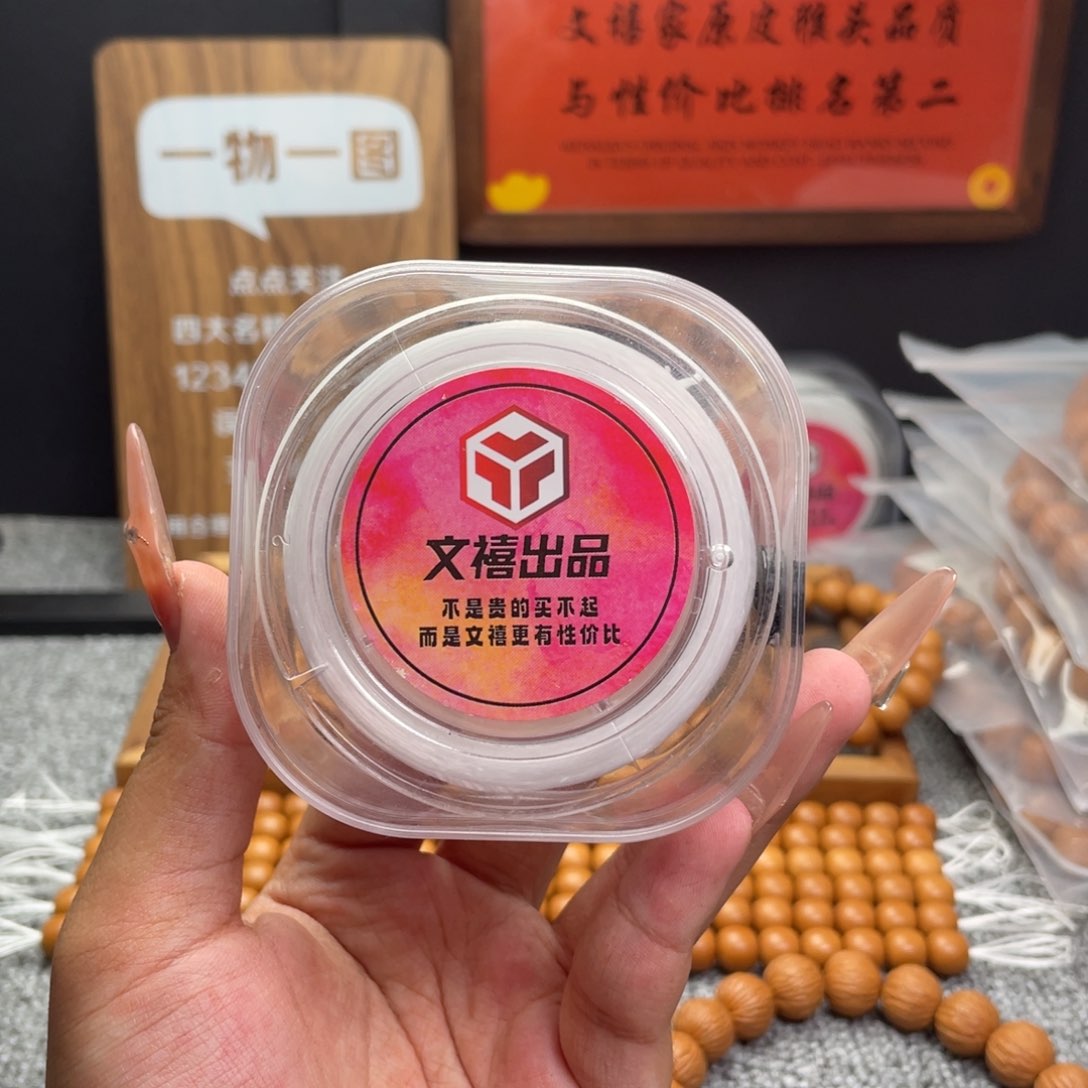 文禧家原皮猴头品质
与性价比排名第二
一物一图
点点关注
四大名
1234
文禧出品
不是贵的买不起
而是文禧更有性价比